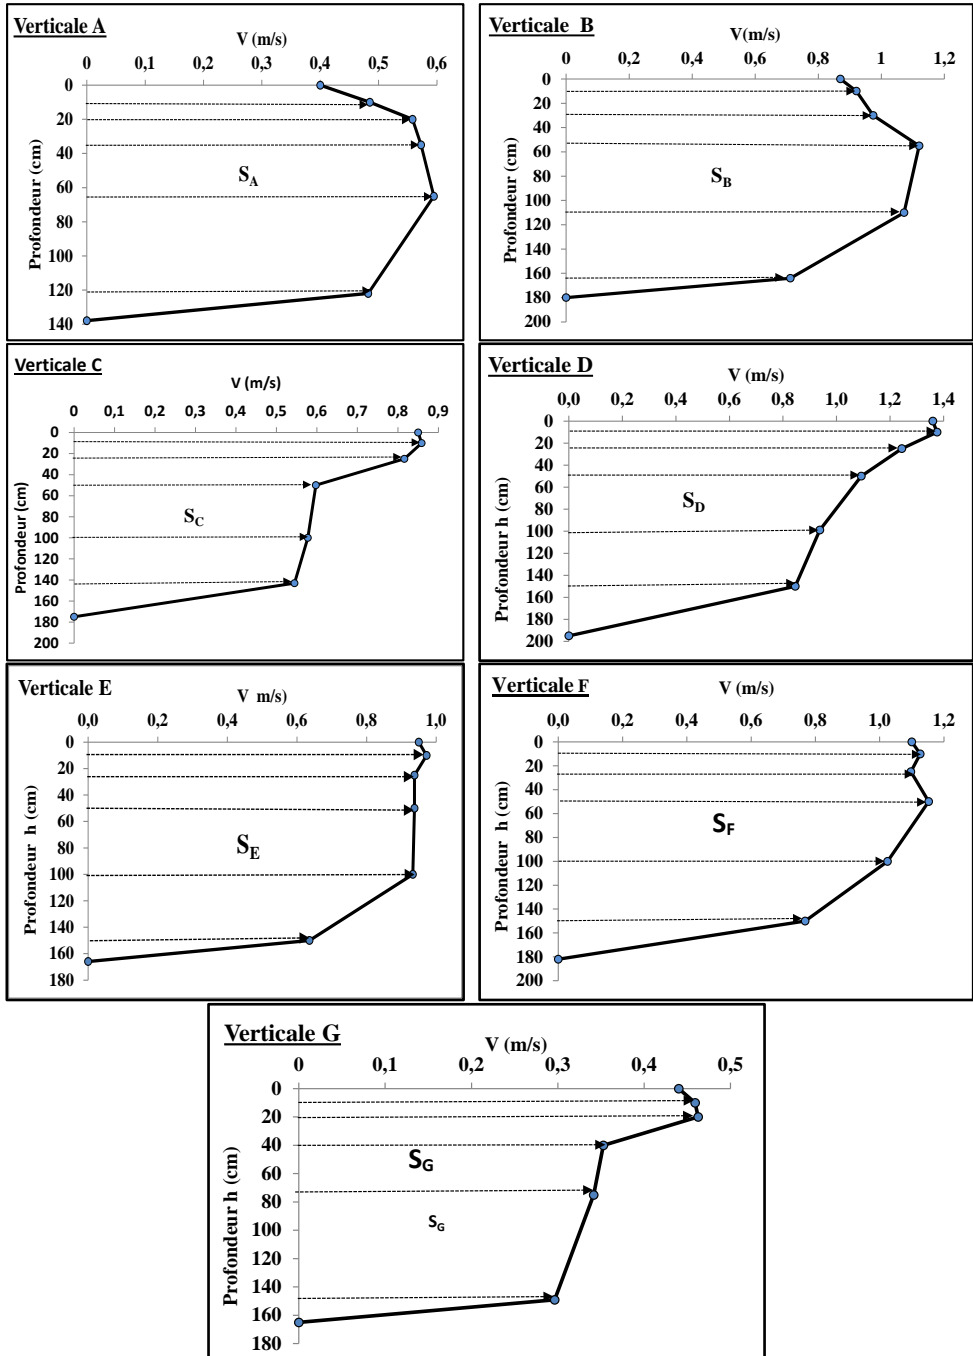 Verticale A
V (m/s)
0 0,1 0,2 0,3 0,4 0,5 0,6
0
20
40
60
80
100
120
140
Profondeur (cm)
SA
Verticale B
V(m/s)
0 0,2 0,4 0,6 0,8 1 1,2
0
20
40
60
80
100
120
140
160
180
200
Profondeur (cm)
SB
Verticale C
V (m/s)
0 0,1 0,2 0,3 0,4 0,5 0,6 0,7 0,8 0,9
0
20
40
60
80
100
120
140
160
180
200
Profondeur (cm)
SC
Verticale D
V (m/s)
0,0 0,2 0,4 0,6 0,8 1,0 1,2 1,4
0
20
40
60
80
100
120
140
160
180
200
Profondeur h (cm)
SD
Verticale E
V m/s)
0,0 0,2 0,4 0,6 0,8 1,0
0
20
40
60
80
100
120
140
160
180
Profondeur h (cm)
SE
Verticale F
V (m/s)
0,0 0,2 0,4 0,6 0,8 1,0 1,2
0
20
40
60
80
100
120
140
160
180
200
Profondeur h (cm)
SF
Verticale G
V (m/s)
0 0,1 0,2 0,3 0,4 0,5
0
20
40
60
80
100
120
140
160
180
Profondeur h (cm)
SG
SG